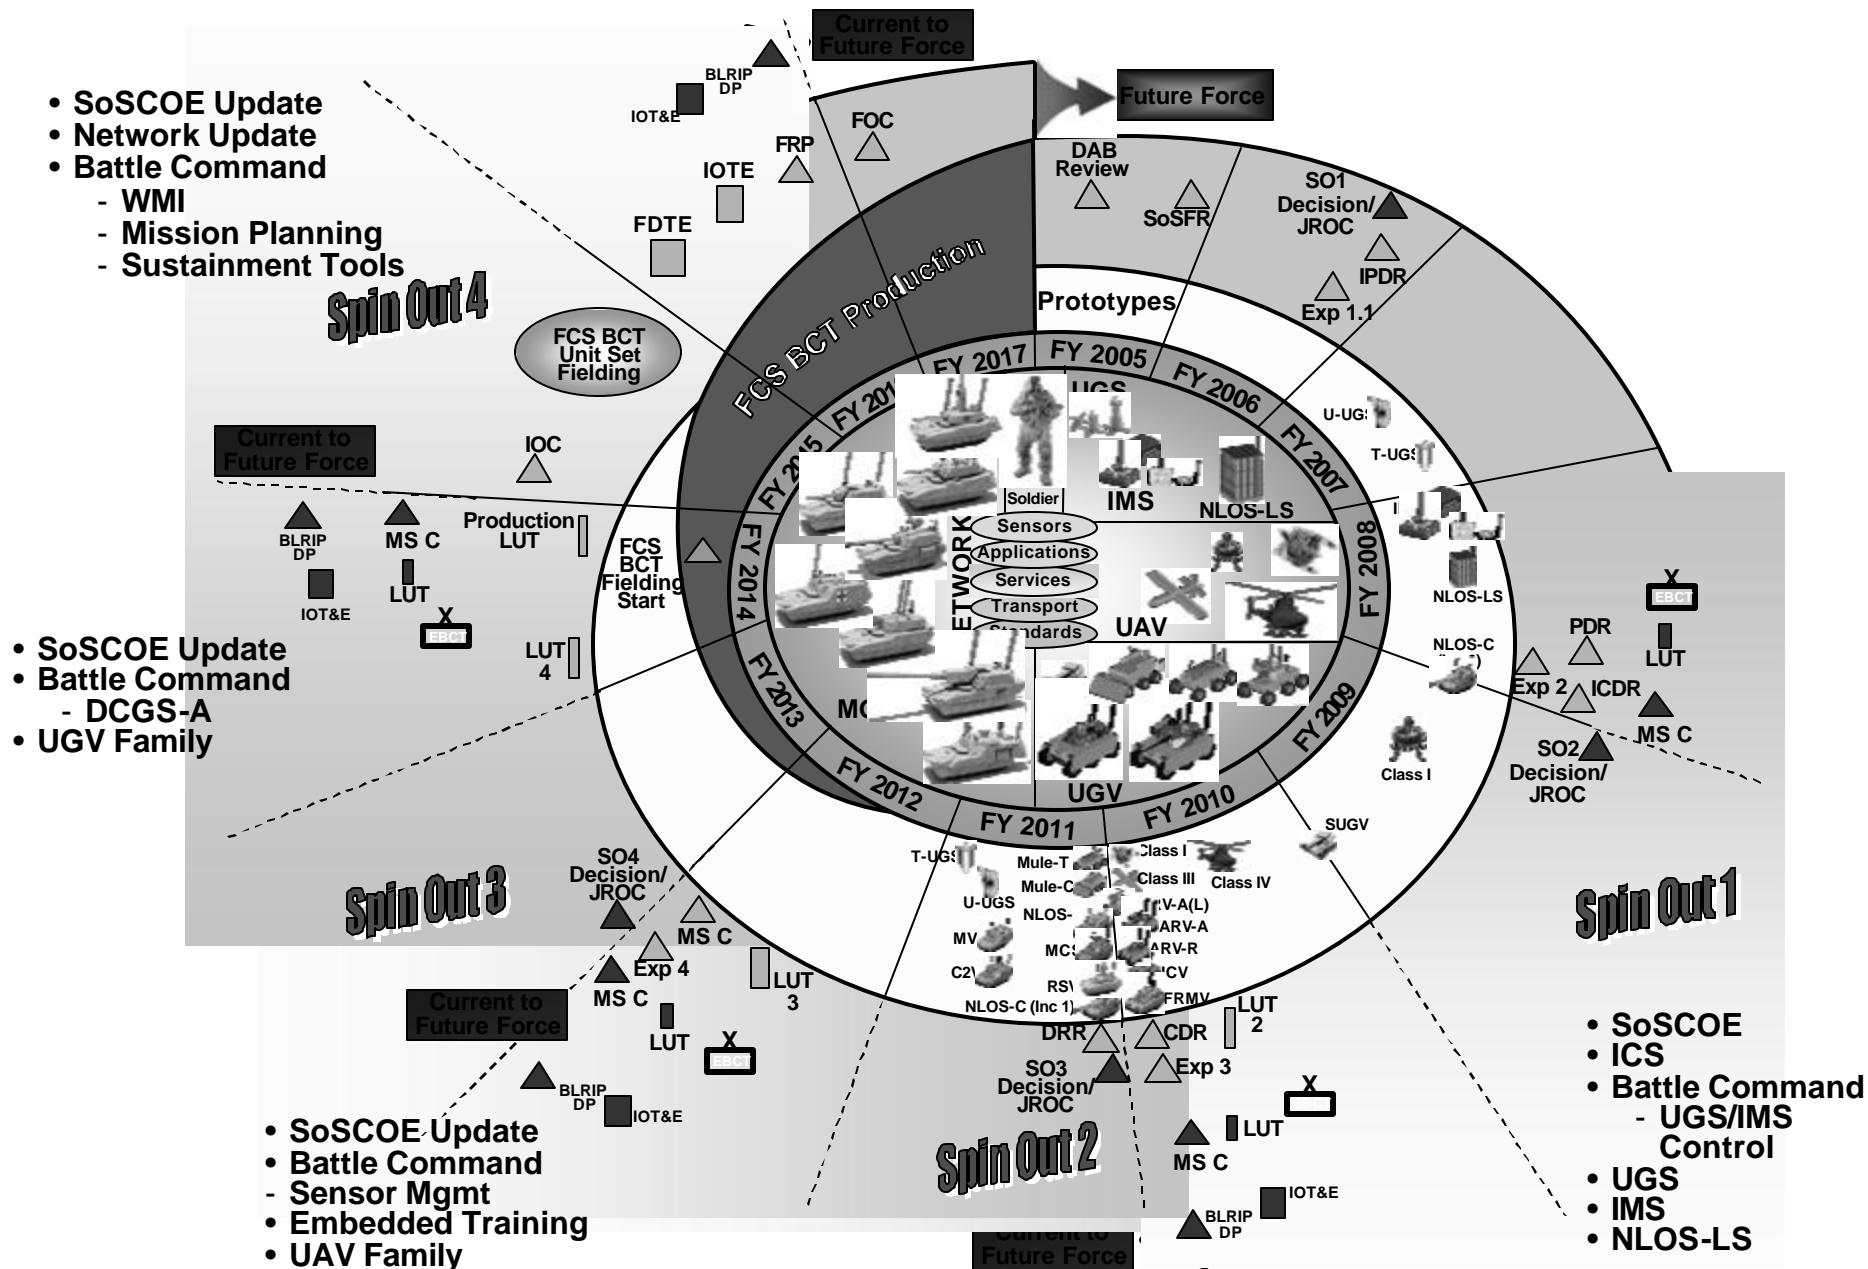 Current to
Future Force
Future Force
• SoSCOE Update
• Network Update
• Battle Command
- WMI
- Mission Planning
- Sustainment Tools
Spin Out 4
BLRIP
DP
IOT&E
FRP
FOC
IOTE
FDTE
FCS BCT
Unit Set
Fielding
FCS BCT Production
DAB
Review
SoSFR
SO1
Decision/
JROC
IPDR
Exp 1.1
Prototypes
FY 2017
FY 2005
FY 2006
FY 2007
FY 2008
FY 2009
FY 2010
FY 2011
FY 2012
FY 2013
FY 2014
UGS
IMS
NLOS-LS
Soldier
Sensors
Applications
Services
Transport
Standards
UAV
UGV
U-UGS
T-UGS
NLOS-LS
NLOS-C
Class I
SUGV
Current to
Future Force
IOC
BLRIP
DP
MS C
Production
LUT
IOT&E
LUT
X
EBCT
FCS
BCT
Fielding
Start
LUT
4
• SoSCOE Update
• Battle Command
- DCGS-A
• UGV Family
Spin Out 3
X
EBCT
PDR
LUT
Exp 2
ICDR
MS C
SO2
Decision/
JROC
Spin Out 1
• SoSCOE
• ICS
• Battle Command
- UGS/IMS
Control
• UGS
• IMS
• NLOS-LS
T-UGS
Mule-T
Class I
Mule-C
Class III
Class IV
U-UGS
ARV-A
ARV-R
NLOS-C (Inc 1)
FRMV
SO4
Decision/
JROC
MS C
Exp 4
MS C
LUT
3
LUT
X
EBCT
Current to
Future Force
BLRIP
DP
IOT&E
• SoSCOE Update
• Battle Command
- Sensor Mgmt
• Embedded Training
• UAV Family
DRR
CDR
LUT
2
SO3
Decision/
JROC
Exp 3
X
LUT
MS C
Spin Out 2
IOT&E
BLRIP
DP
Current to
Future Force